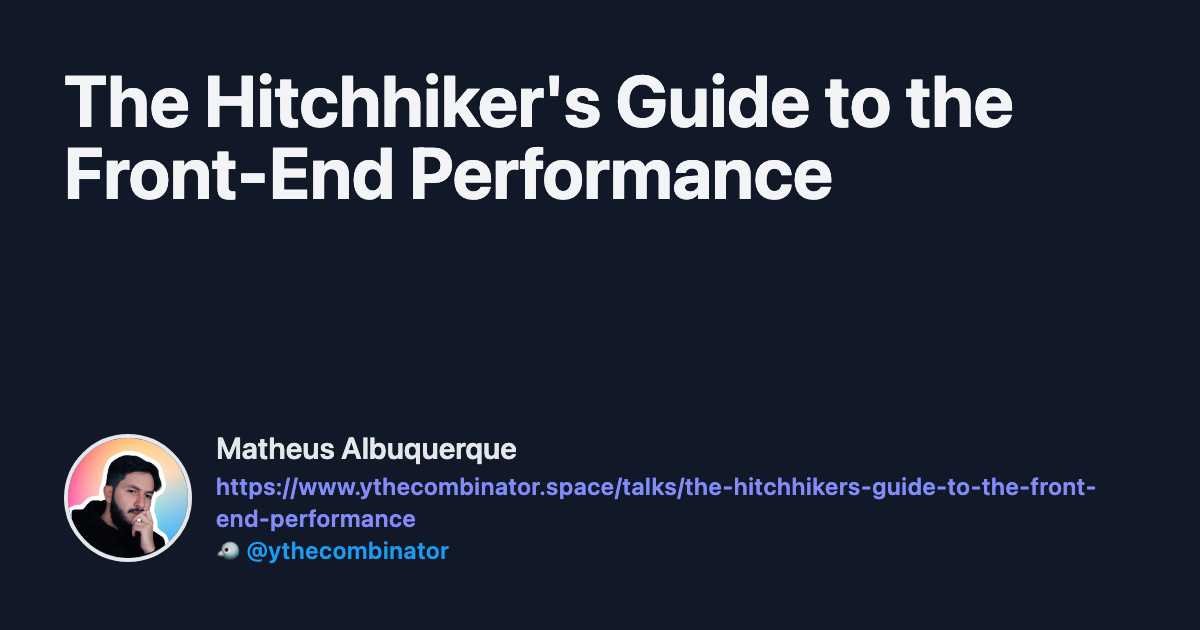 The Hitchhiker's Guide to the
Front-End Performance
Matheus Albuquerque
https://www.ythecombinator.space/talks/the-hitchhikers-guide-to-the-front-
end-performance
@ythecombinator